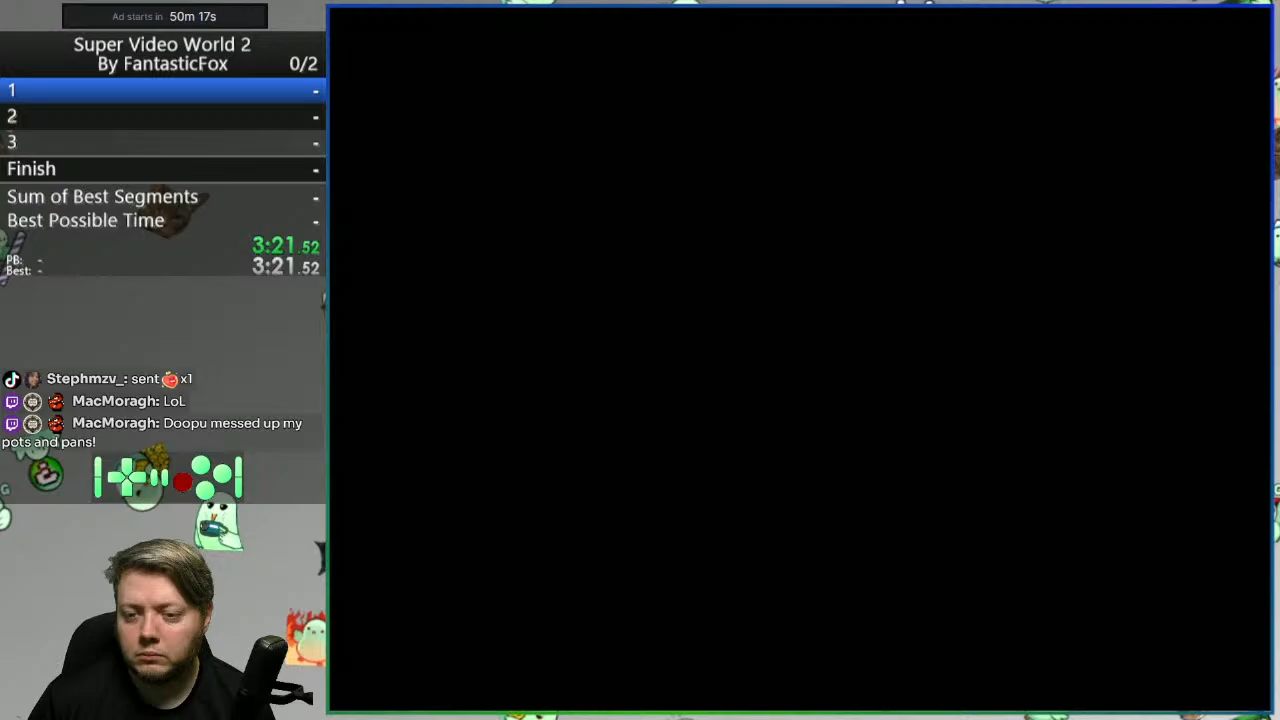 Ad starts in 50m 17s
Super Video World 2
By FantasticFox 0/2
1 -
2 -
3 -
Finish -
Sum of Best Segments -
Best Possible Time -
3:21.52
PB: - 3:21.52
Best: -
Stephmzv_: sent x1
MacMoragh: LoL
MacMoragh: Doopu messed up my
pots and pans!